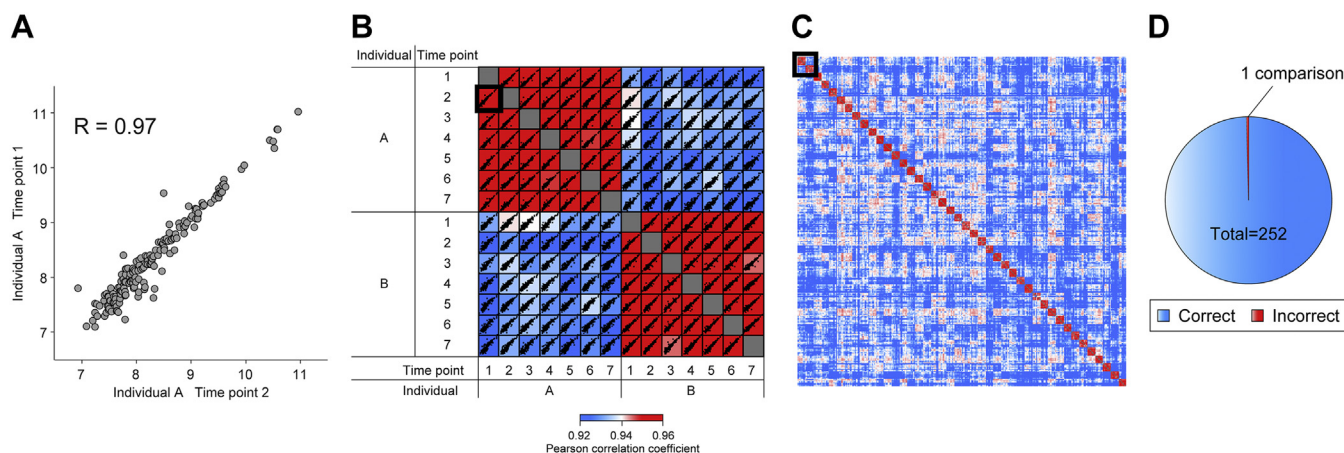 A
R = 0.97
11
10
9
8
7
Individual A Time point 1
7 8 9 10 11
Individual A Time point 2
B
Individual Time point
A
1
2
3
4
5
6
7
B
1
2
3
4
5
6
7
Time point 1 2 3 4 5 6 7 1 2 3 4 5 6 7
Individual A B
0.92 0.94 0.96
Pearson correlation coefficient
C
D
1 comparison
Total=252
Correct Incorrect